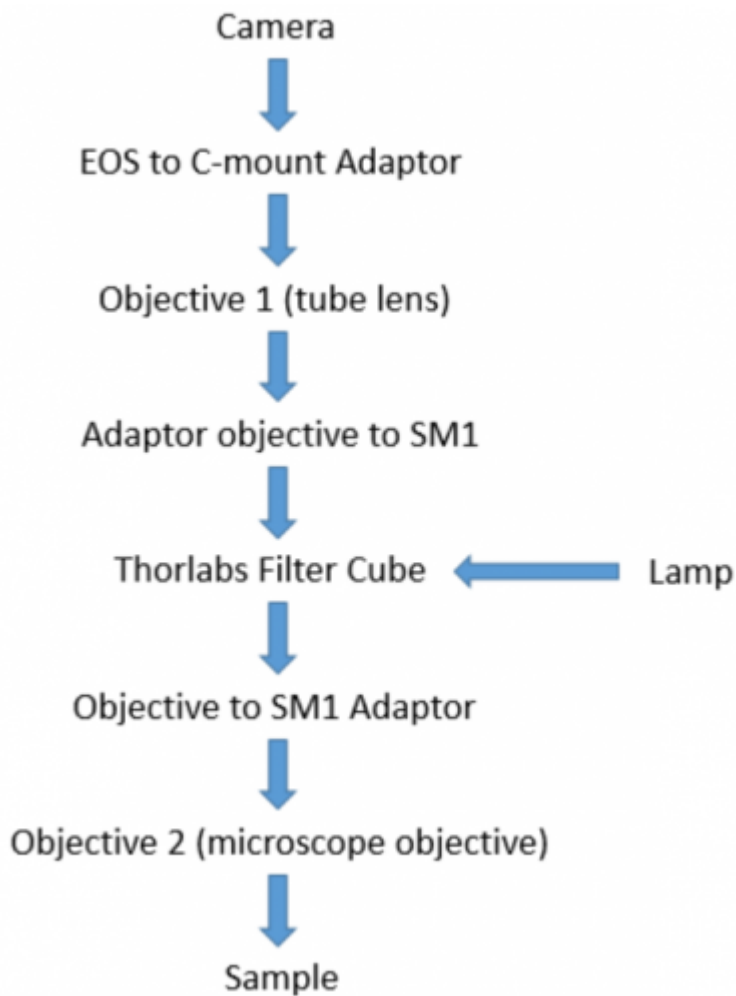 Camera
EOS to C-mount Adaptor
Objective 1 (tube lens)
Adaptor objective to SM1
Thorlabs Filter Cube
Lamp
Objective to SM1 Adaptor
Objective 2 (microscope objective)
Sample